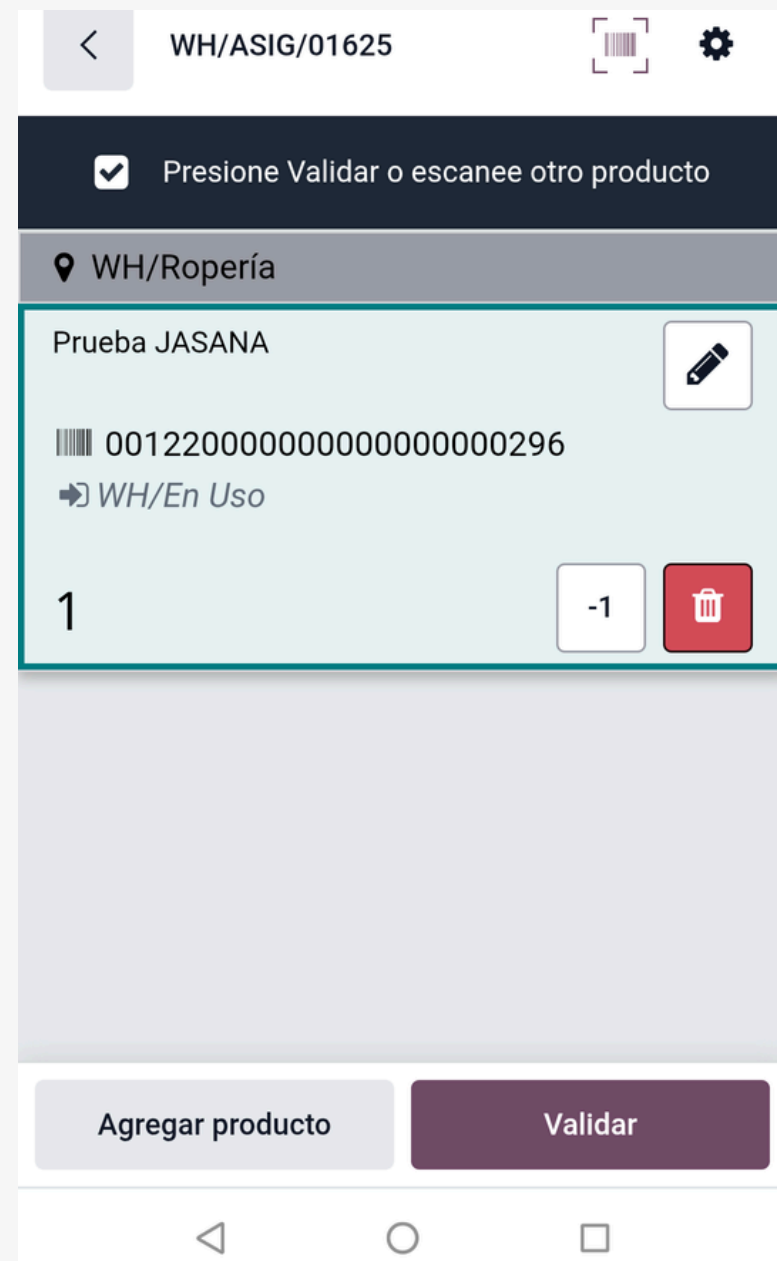 WH/ASIG/01625
Presione Validar o escanee otro producto
WH/Ropería
Prueba JASANA
001220000000000000000296
WH/En Uso
1
-1
Agregar producto
Validar